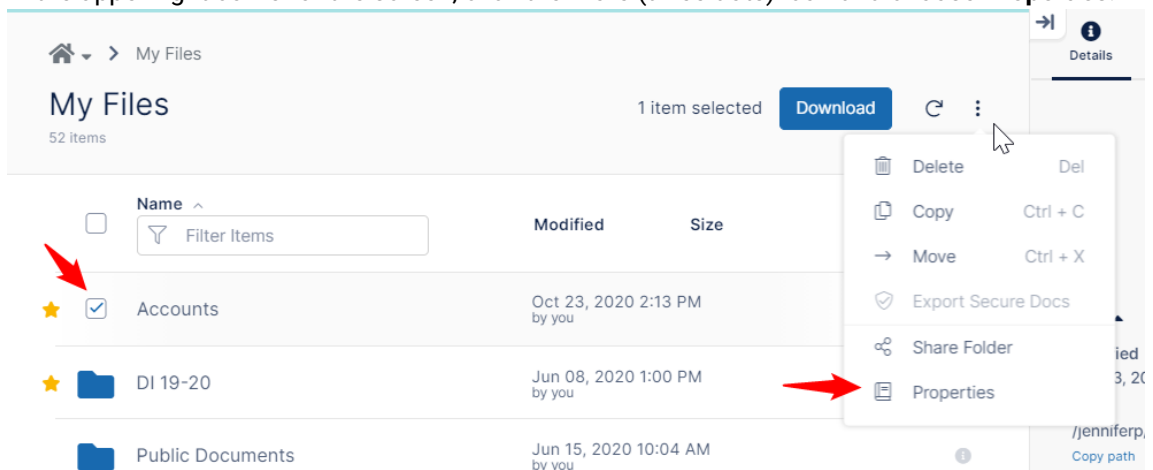 My Files
Details
My Files
52 items
1 item selected
Download
Delete Del
Copy Ctrl + C
Move Ctrl + X
Export Secure Docs
Share Folder
Properties
Name
Filter Items
Modified
Size
Accounts
Oct 23, 2020 2:13 PM
by you
DI 19-20
Jun 08, 2020 1:00 PM
by you
Public Documents
Jun 15, 2020 10:04 AM
by you
ied
3, 20
/jenniferp,
Copy path